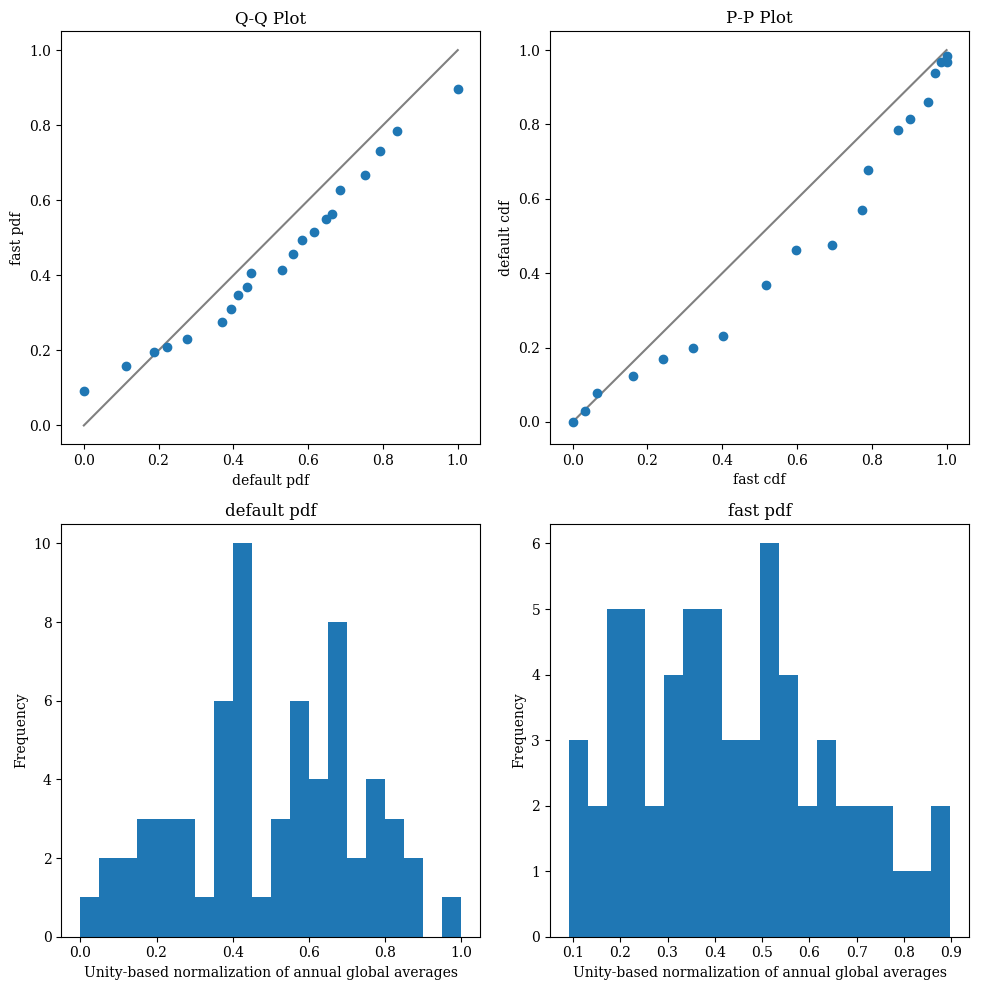 Q-Q Plot
1.0
0.8
0.6
0.4
0.2
0.0
fast pdf
0.0 0.2 0.4 0.6 0.8 1.0
default pdf
P-P Plot
1.0
0.8
0.6
0.4
0.2
0.0
default cdf
0.0 0.2 0.4 0.6 0.8 1.0
fast cdf
default pdf
10
8
6
4
2
0
Frequency
0.0 0.2 0.4 0.6 0.8 1.0
Unity-based normalization of annual global averages
fast pdf
6
5
4
3
2
1
0
Frequency
0.1 0.2 0.3 0.4 0.5 0.6 0.7 0.8 0.9
Unity-based normalization of annual global averages